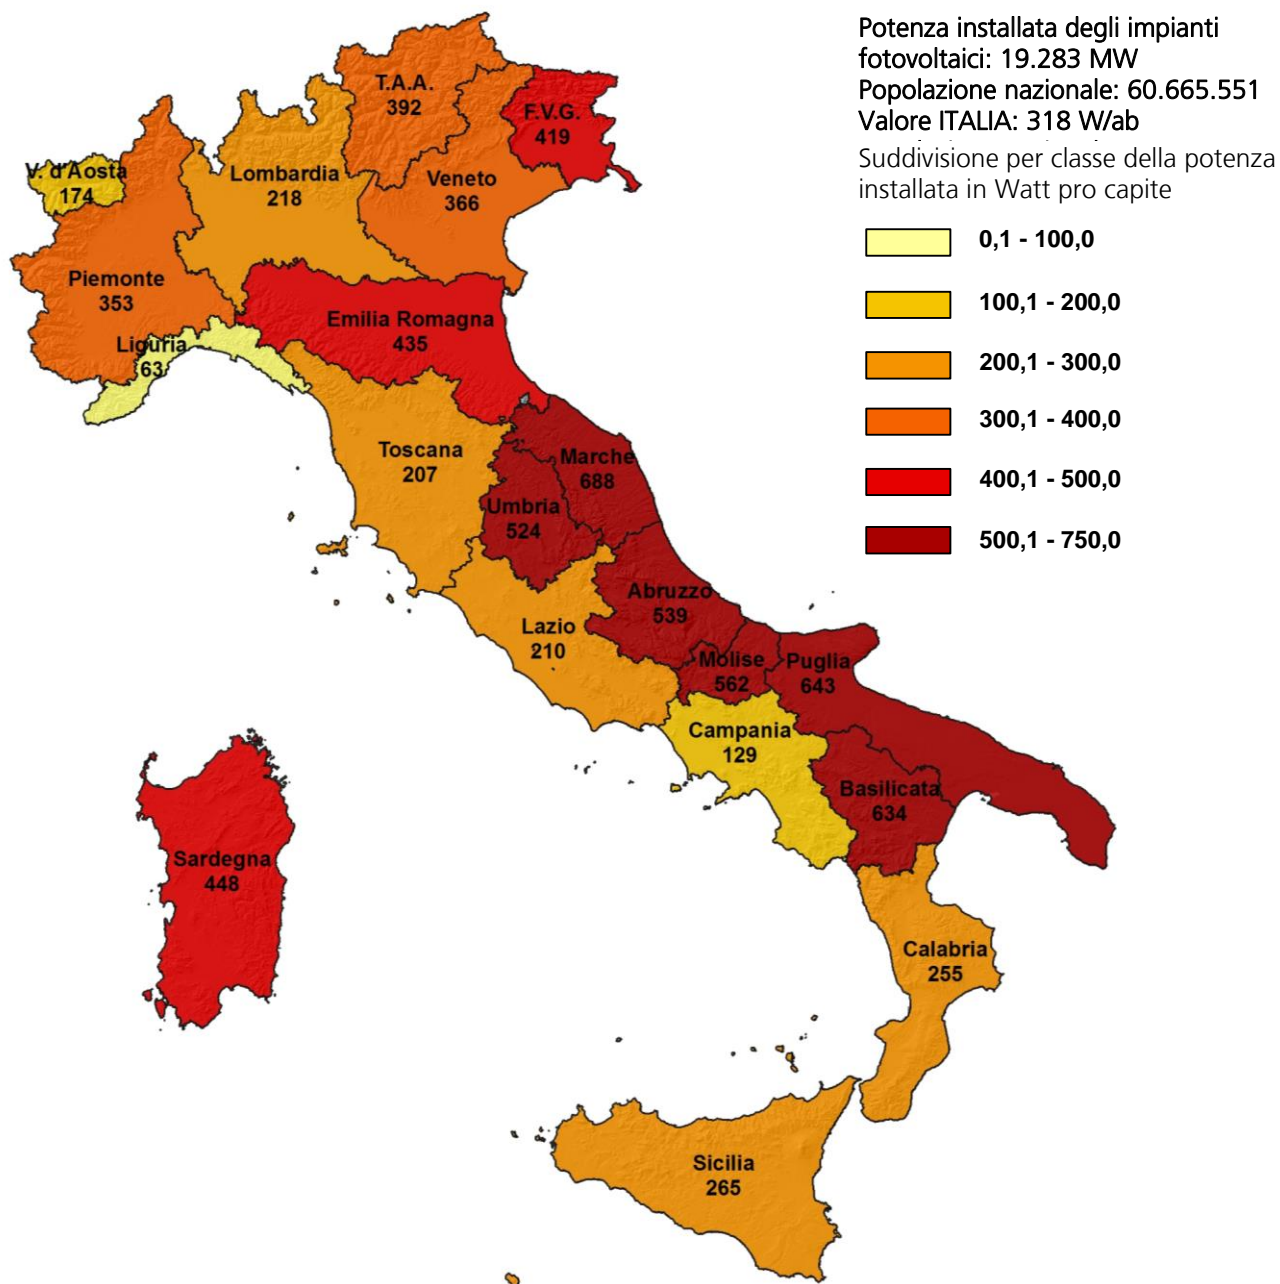 Potenza installata degli impianti
fotovoltaici: 19.283 MW
Popolazione nazionale: 60.665.551
Valore ITALIA: 318 W/ab
Suddivisione per classe della potenza
installata in Watt pro capite
0,1 - 100,0
100,1 - 200,0
200,1 - 300,0
300,1 - 400,0
400,1 - 500,0
500,1 - 750,0
T.A.A.
392
F.V.G.
419
V. d'Aosta
174
Lombardia
218
Veneto
366
Piemonte
353
Emilia Romagna
435
Liguria
63
Toscana
207
Marche
688
Umbria
524
Abruzzo
539
Lazio
210
Molise
562
Puglia
643
Campania
129
Basilicata
634
Sardegna
448
Calabria
255
Sicilia
265